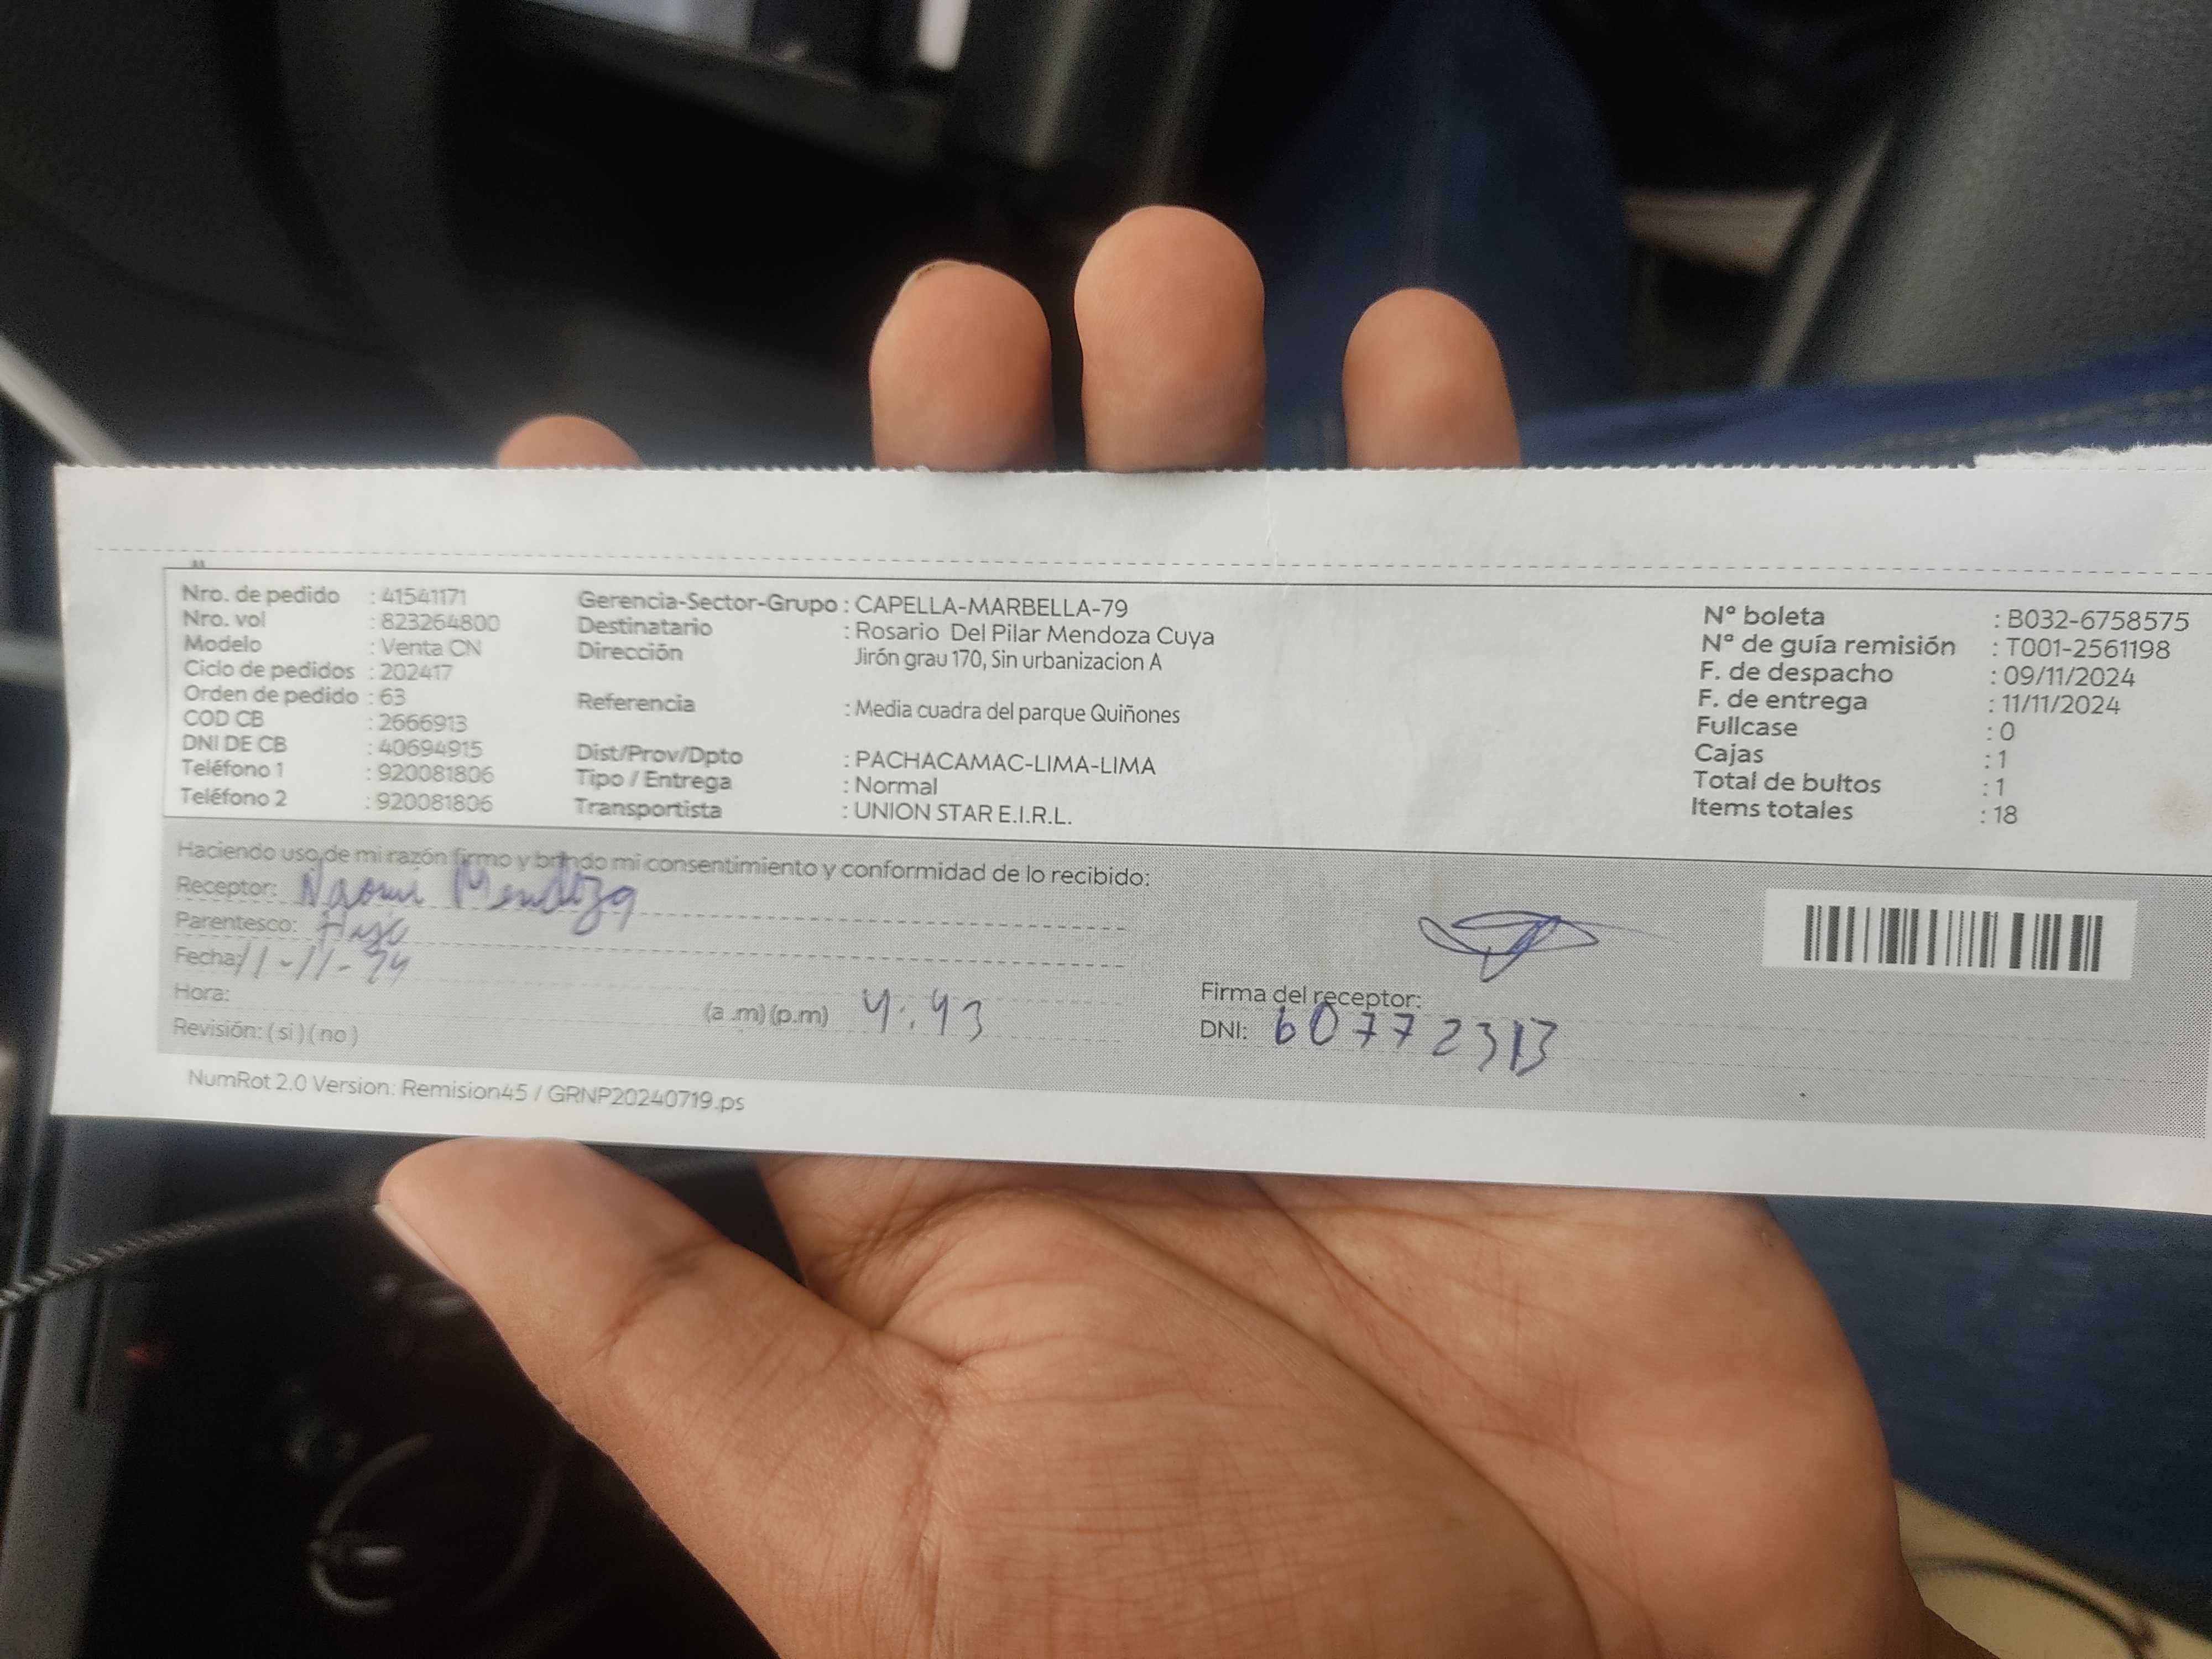 Nro. de pedido : 41541171
Nro. vol : 823264800
Modelo : Venta CN
Ciclo de pedidos : 202417
Orden de pedido : 63
COD CB : 2666913
DNI DE CB : 40694915
Teléfono 1 : 920081806
Teléfono 2 : 920081806
Gerencia-Sector-Grupo : CAPELLA-MARBELLA-79
Destinatario : Rosario Del Pilar Mendoza Cuya
Dirección Jirón grau 170, Sin urbanizacion A
Referencia : Media cuadra del parque Quiñones
Dist/Prov/Dpto : PACHACAMAC-LIMA-LIMA
Tipo / Entrega : Normal
Transportista : UNION STAR E.I.R.L.
N° boleta : B032-6758575
N° de guía remisión : T001-2561198
F. de despacho : 09/11/2024
F. de entrega : 11/11/2024
Fullcase : 0
Cajas : 1
Total de bultos : 1
Items totales : 18
Haciendo uso de mi razón firmo y brindo mi consentimiento y conformidad de lo recibido:
Receptor: Naomi Mendoza
Parentesco:
Fecha: 11-11-24
Hora: (a .m) (p.m) 4:43
Revisión: ( si ) ( no )
Firma del receptor:
DNI: 60772313
NumRot 2.0 Version: Remision45 / GRNP20240719.ps